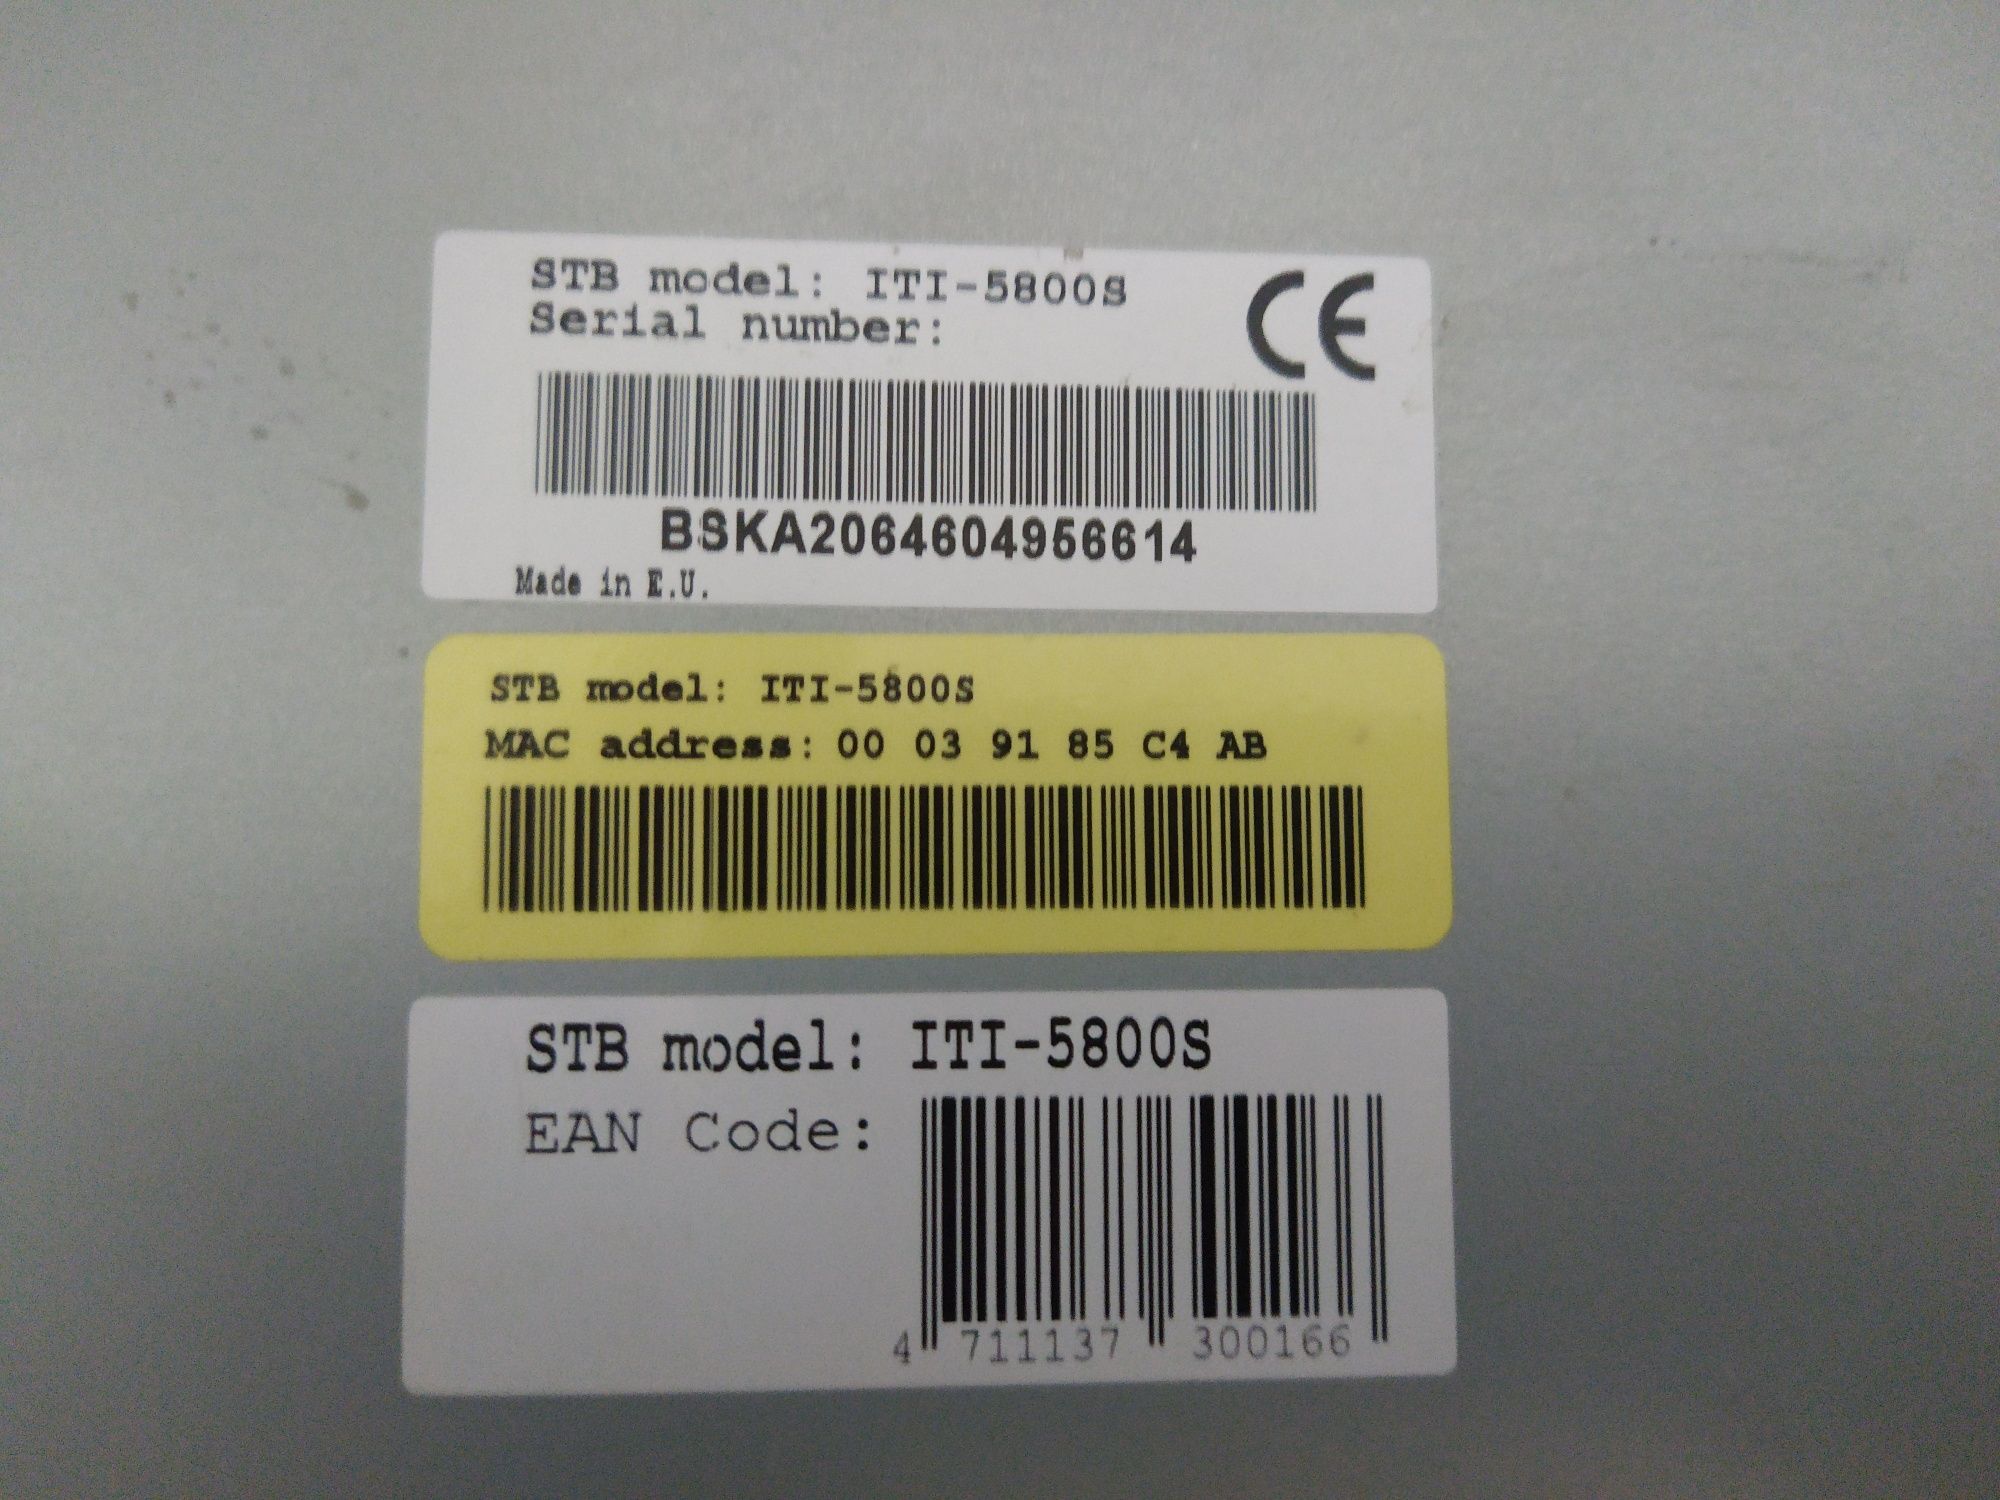 STB model: ITI-5800S
Serial number:
CE
BSKA2064604956614
Made in E.U.
STB model: ITI-5800S
MAC address: 00 03 91 85 C4 AB
STB model: ITI-5800S
EAN Code:
4 711137 300166